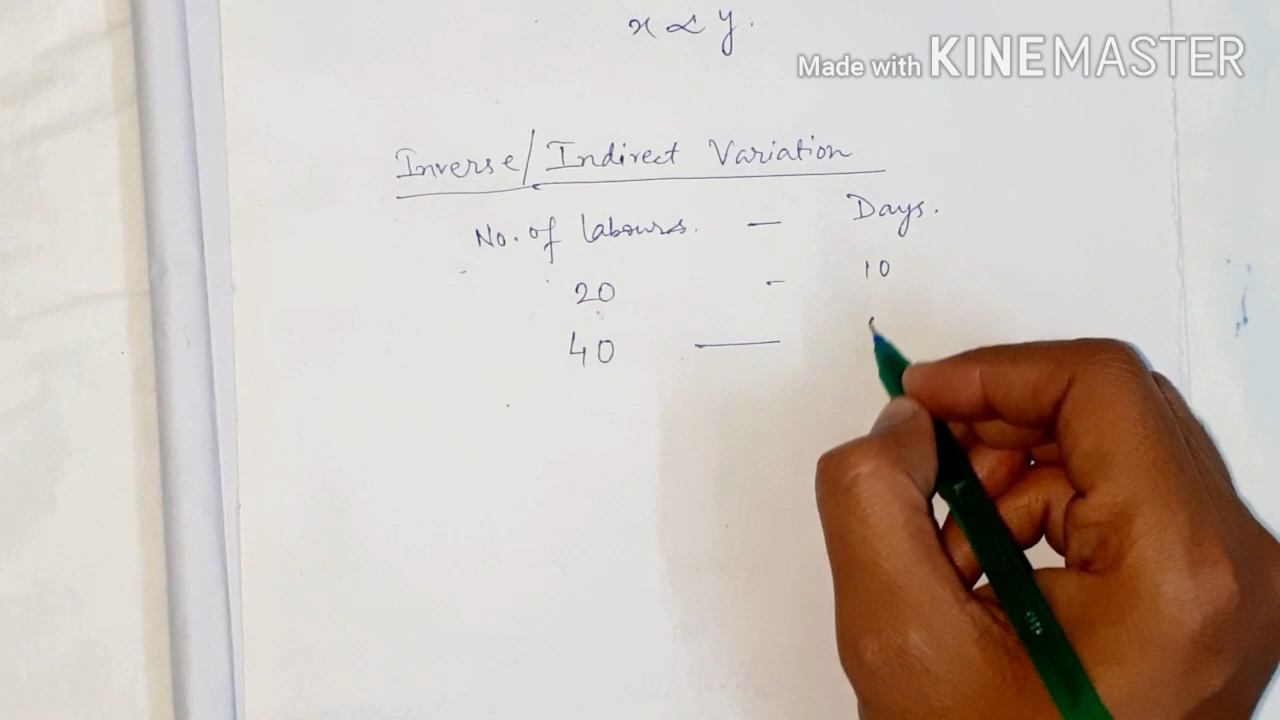 x ∝ y.
Made with KINEMASTER
Inverse/Indirect Variation
No. of labours. — Days.
20 - 10
40 —